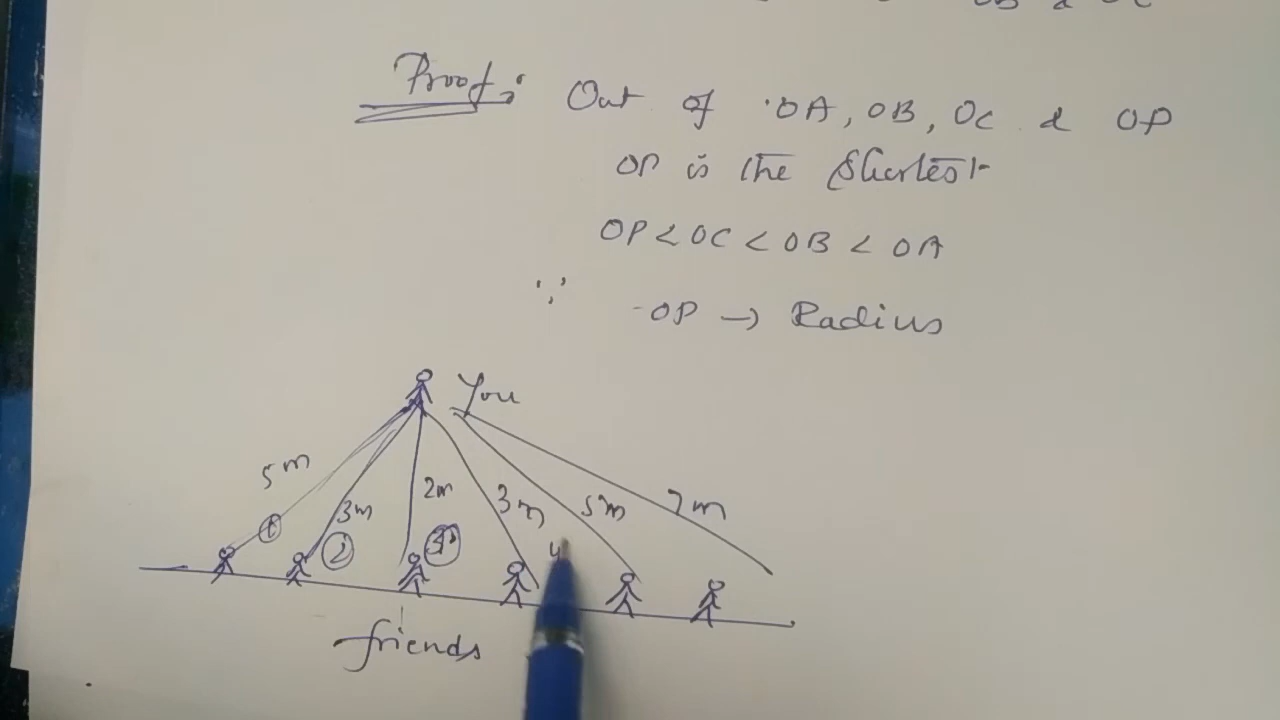 Proof:
Out of OA, OB, OC & OP
OP is the Shortest
OP < OC < OB < OA
∵ OP → Radius
You
5m
3m
2m
3m
5m
7m
1
2
3
4
friends